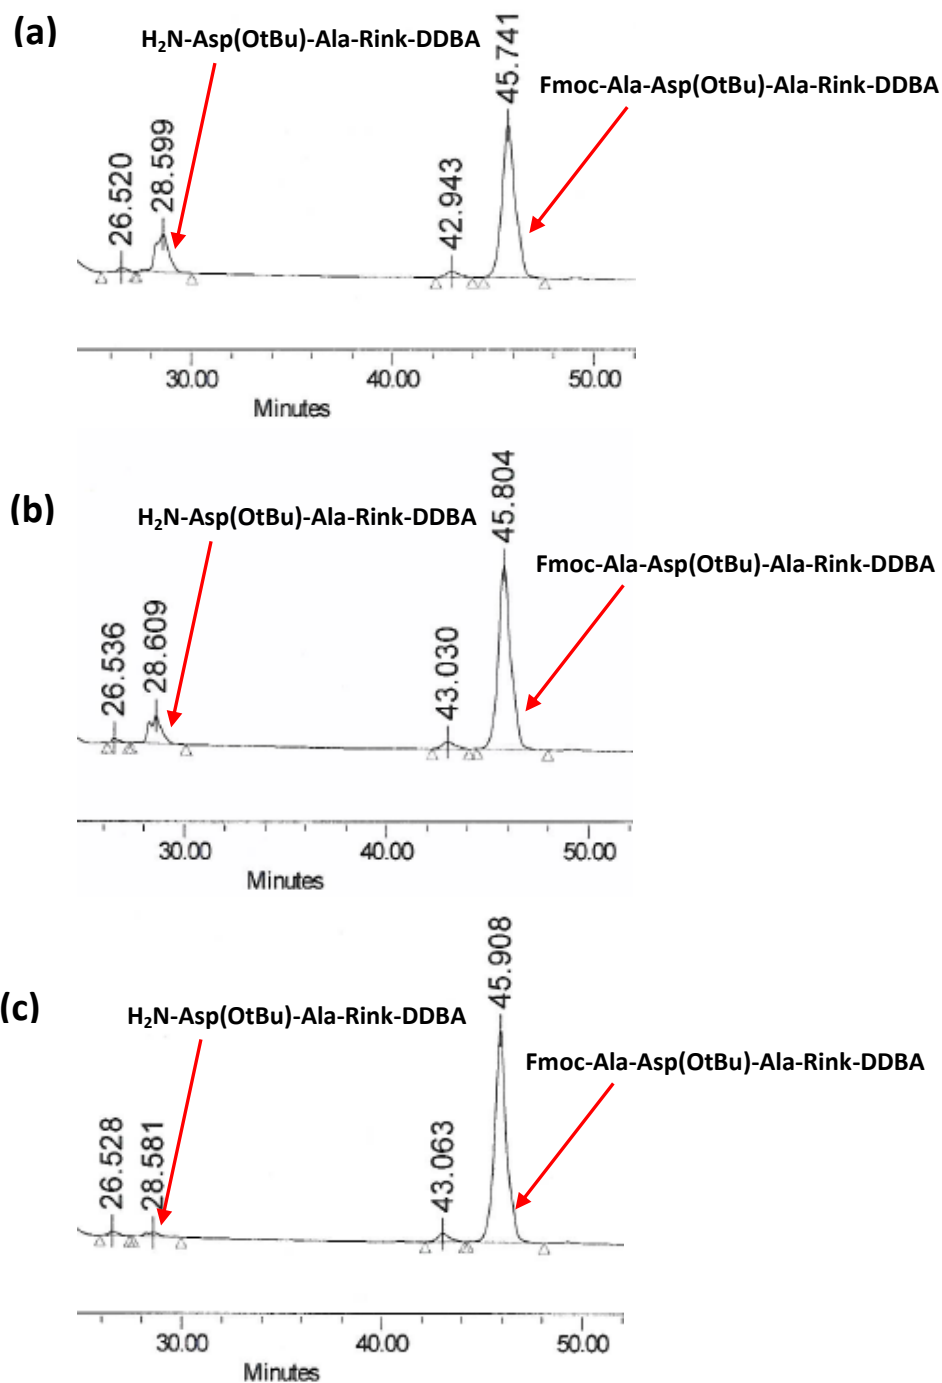 (a)
H₂N-Asp(OtBu)-Ala-Rink-DDBA
Fmoc-Ala-Asp(OtBu)-Ala-Rink-DDBA
26.520
28.599
42.943
45.741
30.00 40.00 50.00
Minutes
(b)
H₂N-Asp(OtBu)-Ala-Rink-DDBA
Fmoc-Ala-Asp(OtBu)-Ala-Rink-DDBA
26.536
28.609
43.030
45.804
30.00 40.00 50.00
Minutes
(c)
H₂N-Asp(OtBu)-Ala-Rink-DDBA
Fmoc-Ala-Asp(OtBu)-Ala-Rink-DDBA
26.528
28.581
43.063
45.908
30.00 40.00 50.00
Minutes